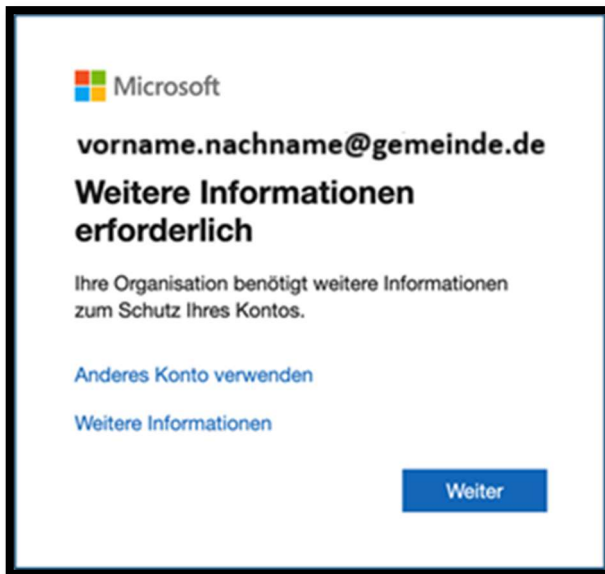 Microsoft
vorname.nachname@gemeinde.de
Weitere Informationen
erforderlich
Ihre Organisation benötigt weitere Informationen
zum Schutz Ihres Kontos.
Anderes Konto verwenden
Weitere Informationen
Weiter